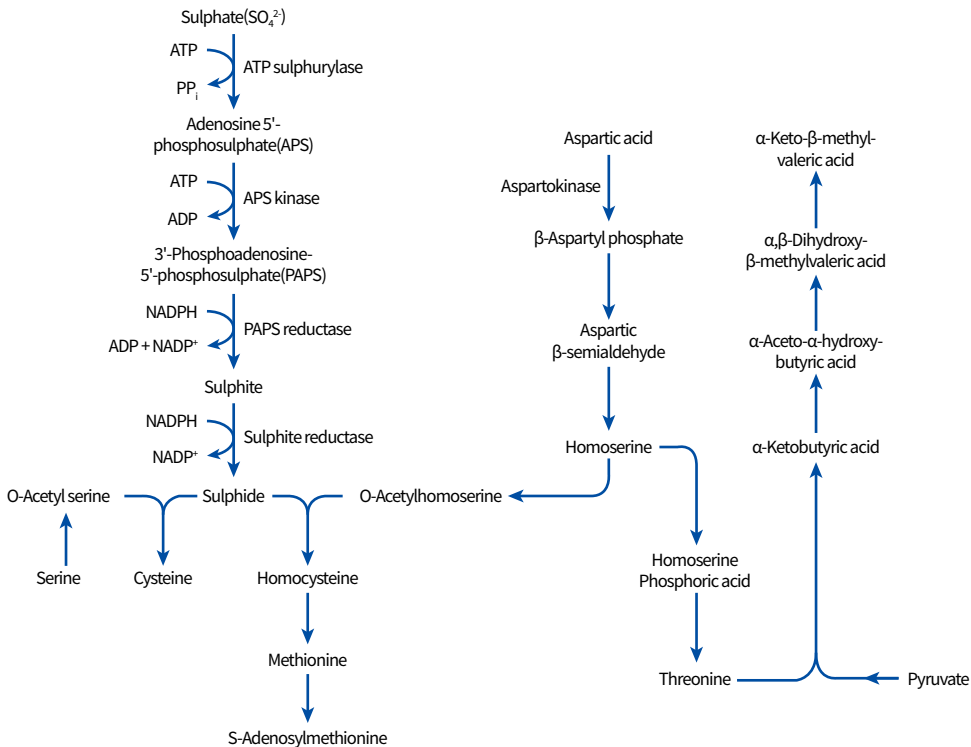 Sulphate(SO₄²⁻)
ATP
ATP sulphurylase
PPᵢ
Adenosine 5'-
phosphosulphate(APS)
ATP
APS kinase
ADP
3'-Phosphoadenosine-
5'-phosphosulphate(PAPS)
NADPH
PAPS reductase
ADP + NADP⁺
Sulphite
NADPH
Sulphite reductase
NADP⁺
O-Acetyl serine
Sulphide
O-Acetylhomoserine
Serine
Cysteine
Homocysteine
Methionine
S-Adenosylmethionine
Aspartic acid
Aspartokinase
β-Aspartyl phosphate
Aspartic
β-semialdehyde
Homoserine
Homoserine
Phosphoric acid
Threonine
Pyruvate
α-Keto-β-methyl-
valeric acid
α,β-Dihydroxy-
β-methylvaleric acid
α-Aceto-α-hydroxy-
butyric acid
α-Ketobutyric acid